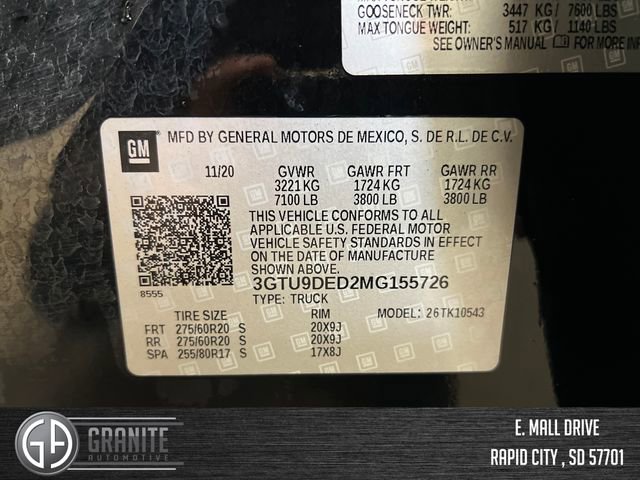 GOOSENECK TWR: 3447 KG / 7600 LBS
MAX TONGUE WEIGHT: 517 KG / 1140 LBS
SEE OWNER'S MANUAL FOR MORE INFO
GM MFD BY GENERAL MOTORS DE MEXICO, S. DE R.L. DE C.V.
11/20 GVWR GAWR FRT GAWR RR
3221 KG 1724 KG 1724 KG
7100 LB 3800 LB 3800 LB
THIS VEHICLE CONFORMS TO ALL
APPLICABLE U.S. FEDERAL MOTOR
VEHICLE SAFETY STANDARDS IN EFFECT
ON THE DATE OF MANUFACTURE
SHOWN ABOVE.
8555 3GTU9DED2MG155726
TYPE: TRUCK MODEL: 26TK10543
TIRE SIZE RIM
FRT 275/60R20 S 20X9J
RR 275/60R20 S 20X9J
SPA 255/80R17 S 17X8J
GA GRANITE
AUTOMOTIVE
E. MALL DRIVE
RAPID CITY , SD 57701